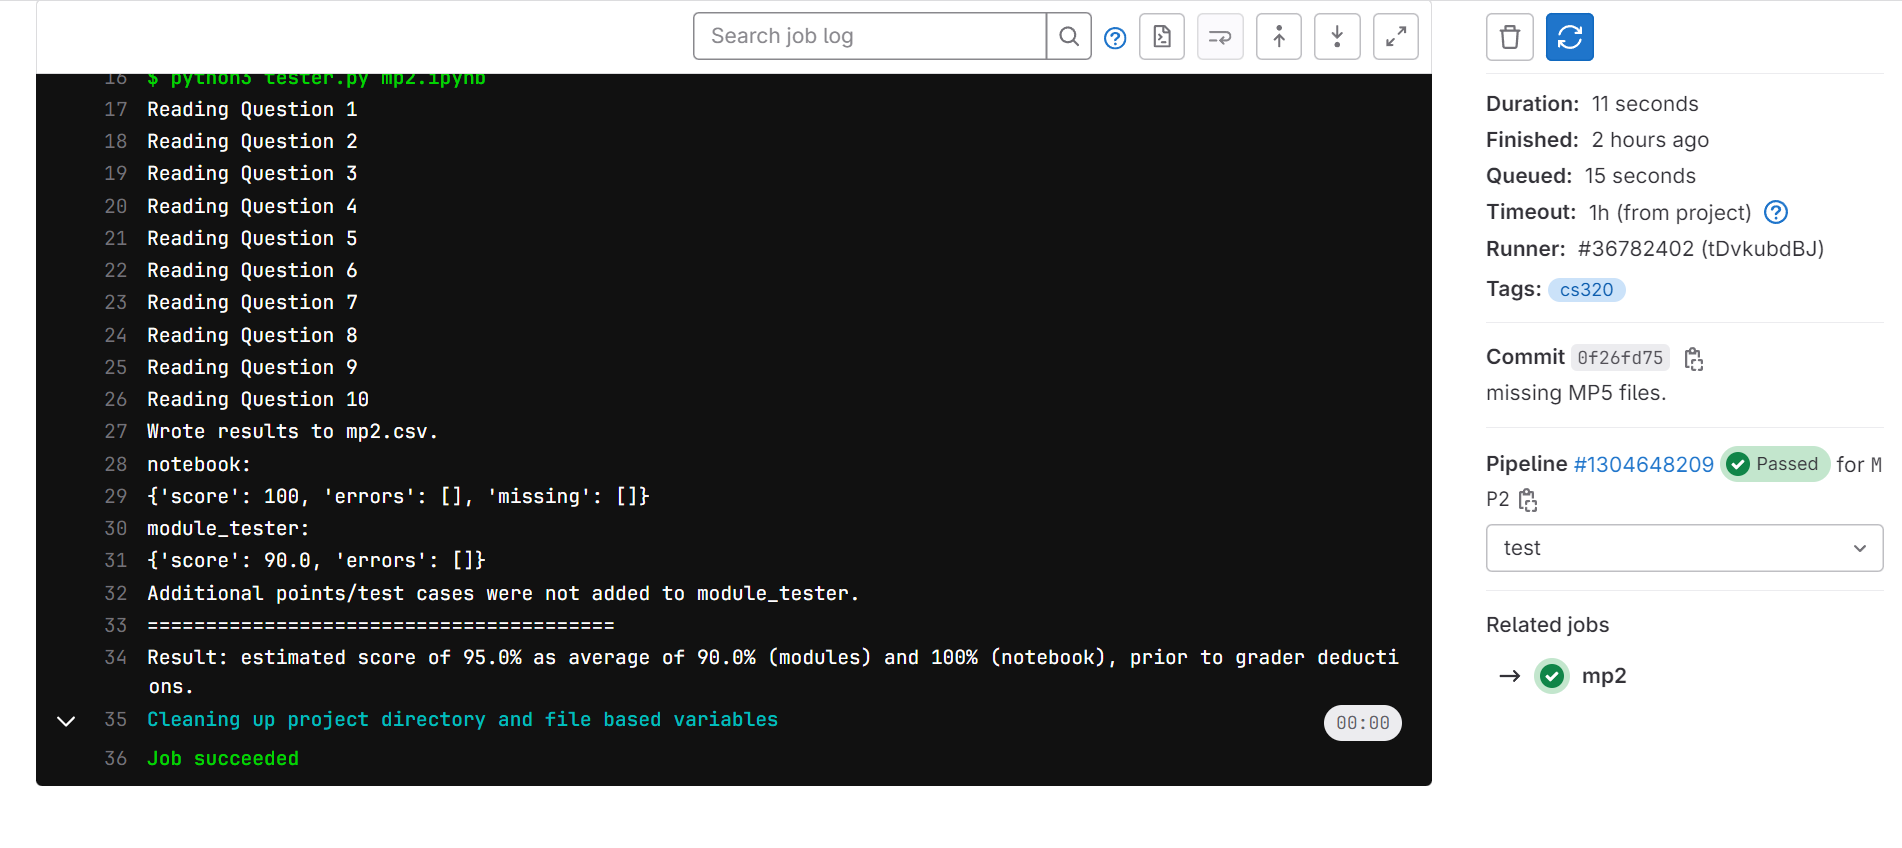 Search job log
16 $ python3 tester.py mp2.ipynb
17 Reading Question 1
18 Reading Question 2
19 Reading Question 3
20 Reading Question 4
21 Reading Question 5
22 Reading Question 6
23 Reading Question 7
24 Reading Question 8
25 Reading Question 9
26 Reading Question 10
27 Wrote results to mp2.csv.
28 notebook:
29 {'score': 100, 'errors': [], 'missing': []}
30 module_tester:
31 {'score': 90.0, 'errors': []}
32 Additional points/test cases were not added to module_tester.
33 ========================================
34 Result: estimated score of 95.0% as average of 90.0% (modules) and 100% (notebook), prior to grader deducti
ons.
35 Cleaning up project directory and file based variables 00:00
36 Job succeeded
Duration: 11 seconds
Finished: 2 hours ago
Queued: 15 seconds
Timeout: 1h (from project)
Runner: #36782402 (tDvkubdBJ)
Tags: cs320
Commit 0f26fd75
missing MP5 files.
Pipeline #1304648209 Passed for M
P2
test
Related jobs
→ mp2